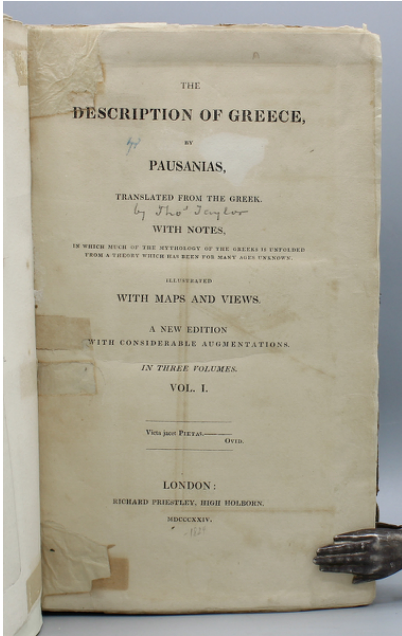 THE
DESCRIPTION OF GREECE,
BY
PAUSANIAS,
TRANSLATED FROM THE GREEK.
by Thos Taylor
WITH NOTES,
IN WHICH MUCH OF THE MYTHOLOGY OF THE GREEKS IS UNFOLDED
FROM A THEORY WHICH HAS BEEN FOR MANY AGES UNKNOWN.
ILLUSTRATED
WITH MAPS AND VIEWS.
A NEW EDITION
WITH CONSIDERABLE AUGMENTATIONS.
IN THREE VOLUMES.
VOL. I.
Victa jacet PIETAS.——
OVID.
LONDON:
RICHARD PRIESTLEY, HIGH HOLBORN.
MDCCCXXIV.
1824